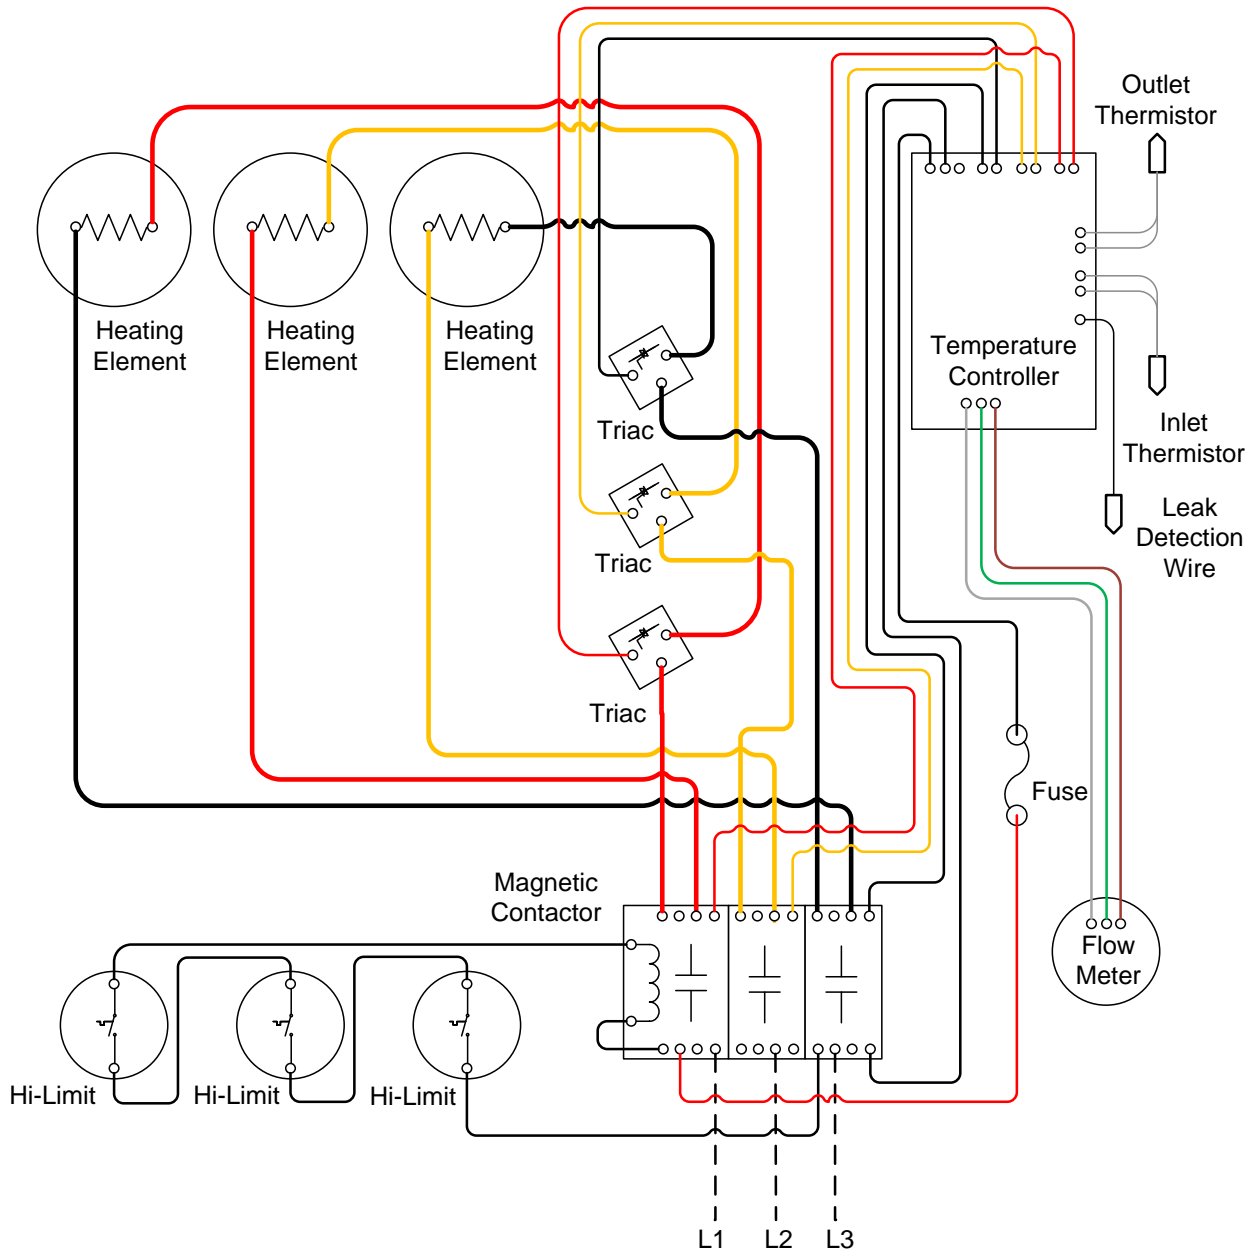 Outlet
Thermistor
Heating
Element
Heating
Element
Heating
Element
Temperature
Controller
Triac
Inlet
Thermistor
Leak
Detection
Wire
Triac
Triac
Fuse
Magnetic
Contactor
Flow
Meter
Hi-Limit
Hi-Limit
Hi-Limit
L1
L2
L3